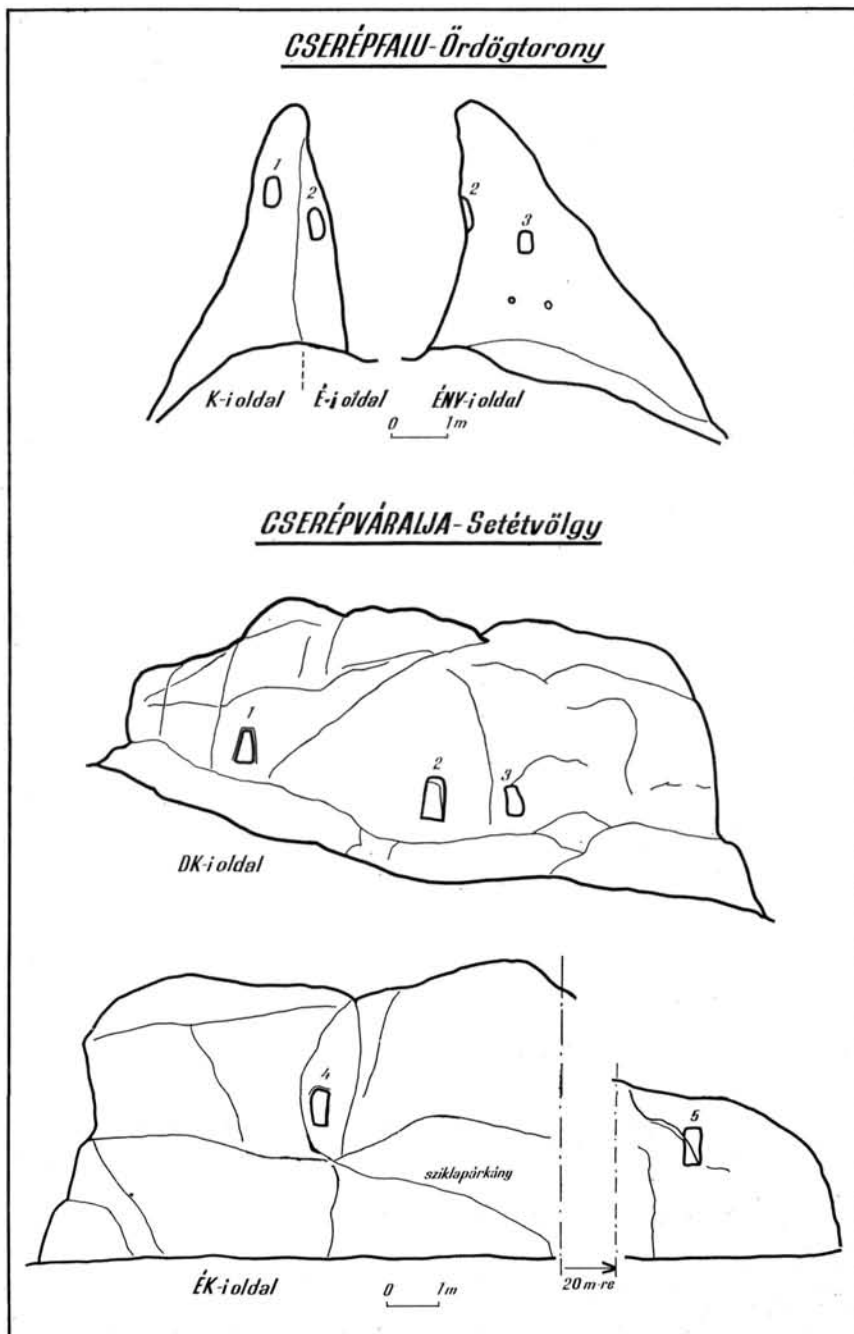 CSERÉPFALU-Ördögtorony
1
2
2
3
K-i oldal
É-i oldal
ÉNY-i oldal
0 1m
CSERÉPVÁRALJA-Setétvölgy
1
2
3
DK-i oldal
4
5
sziklapárkány
ÉK-i oldal
0 1m
20 m-re